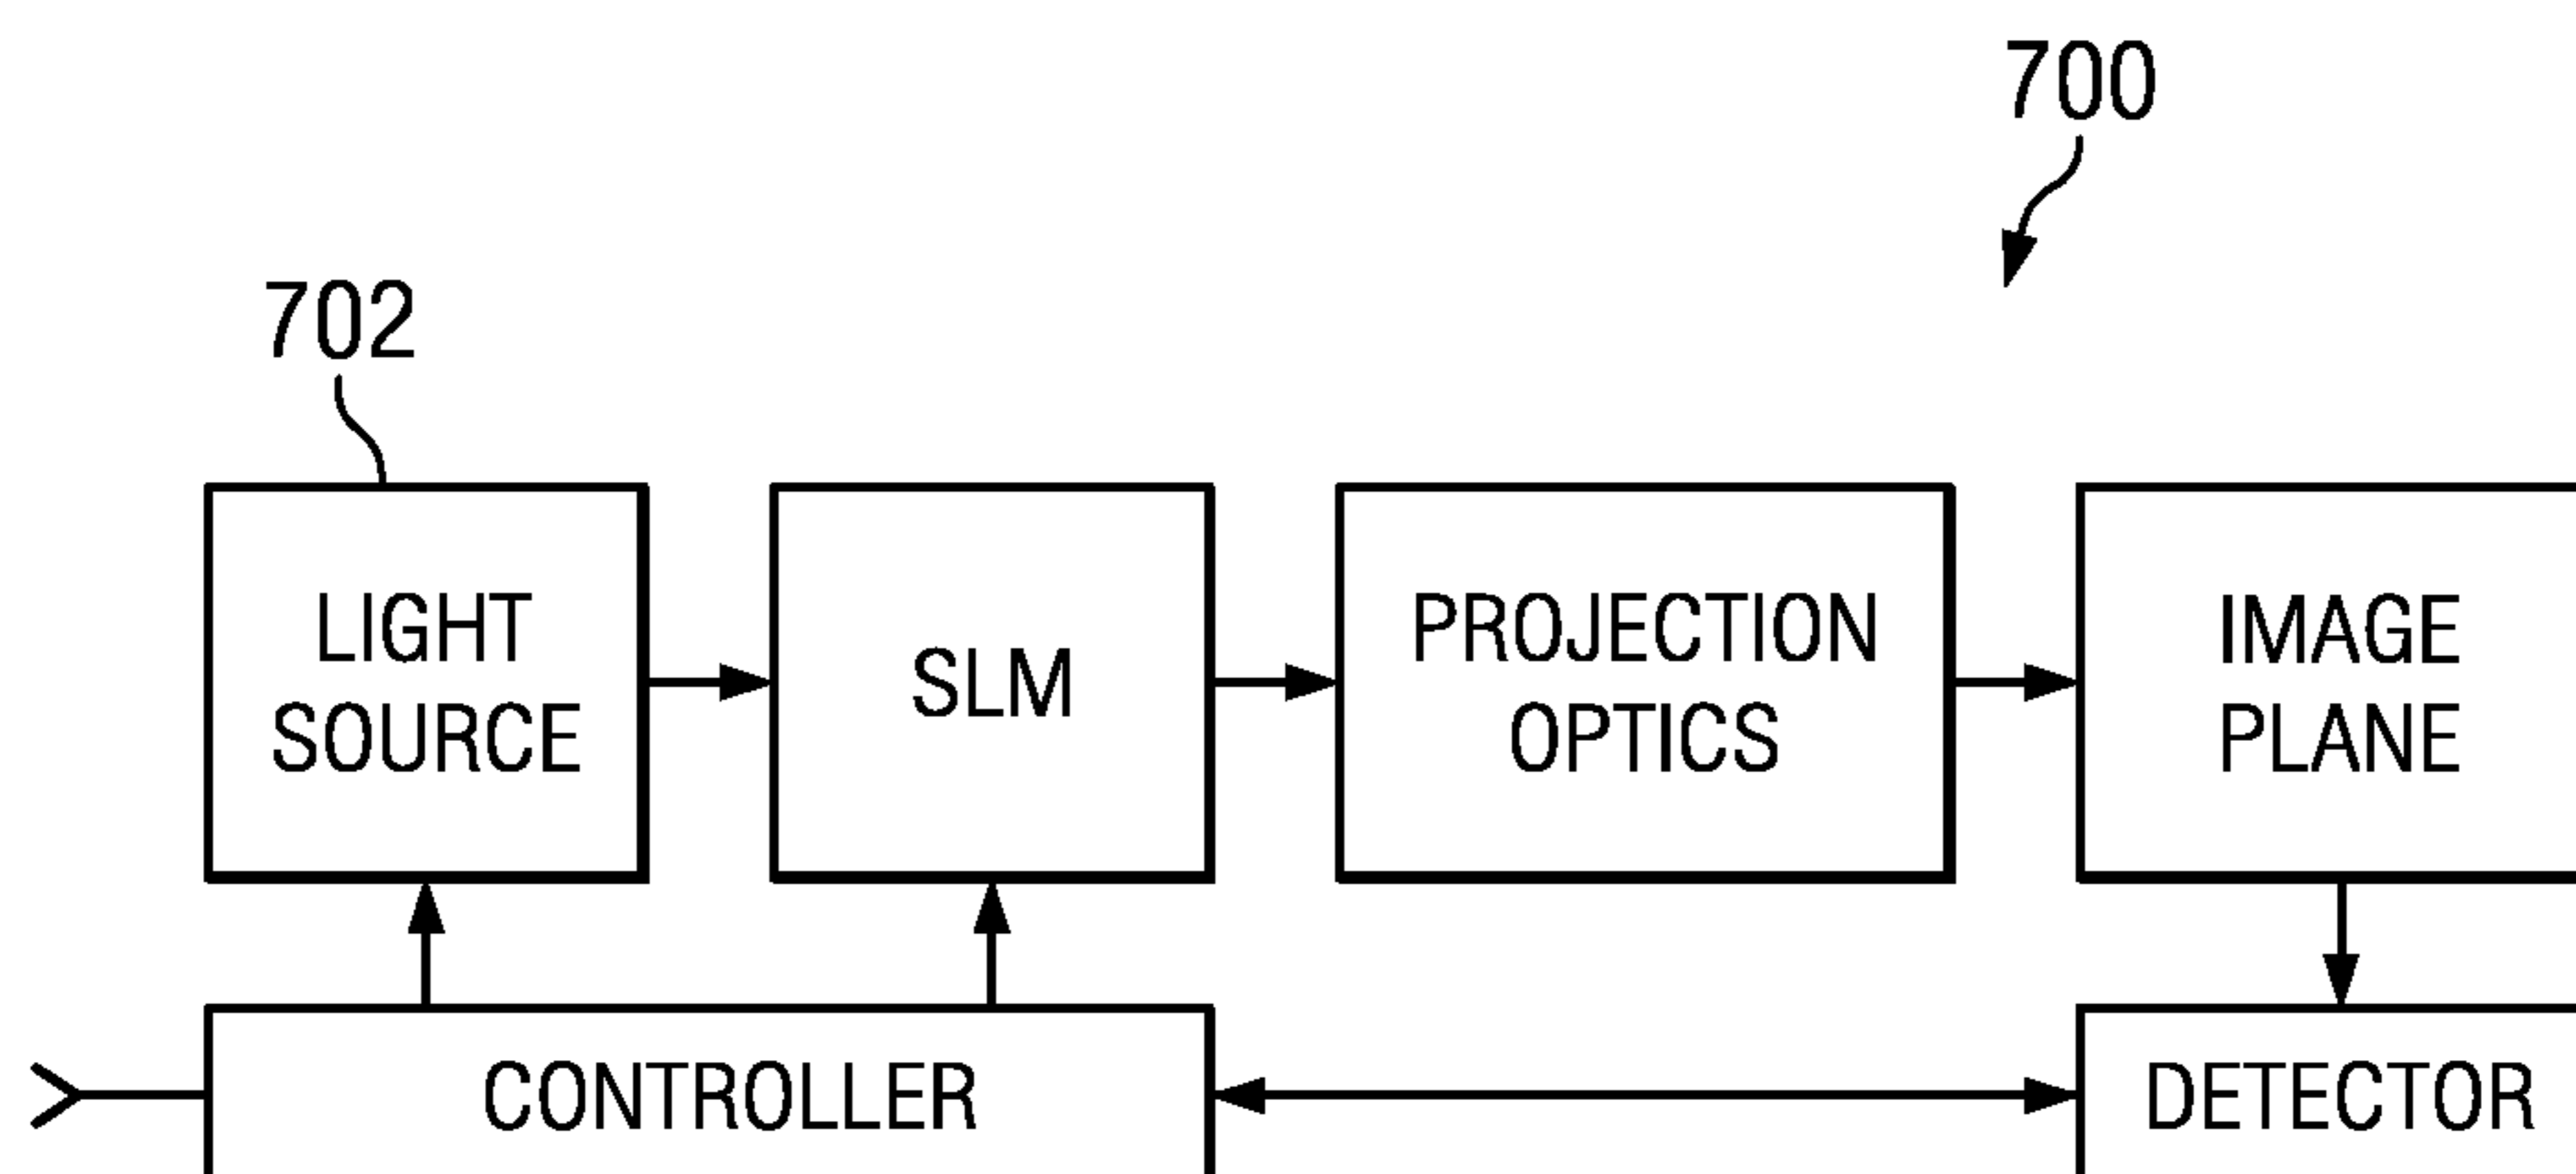 700
702
LIGHT
SOURCE
SLM
PROJECTION
OPTICS
IMAGE
PLANE
CONTROLLER
DETECTOR